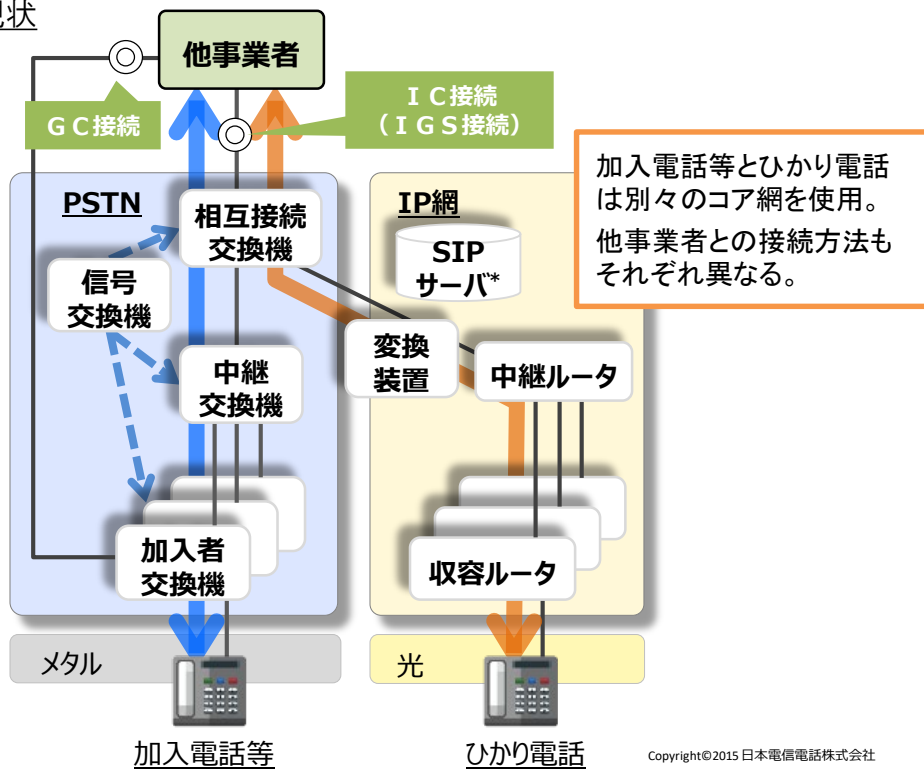 現状
他事業者
GC接続
IC接続
(IGS接続)
PSTN
相互接続
交換機
信号
交換機
中継
交換機
加入者
交換機
IP網
SIP
サーバ*
変換
装置
中継ルータ
収容ルータ
加入電話等とひかり電話
は別々のコア網を使用。
他事業者との接続方法も
それぞれ異なる。
メタル
光
加入電話等
ひかり電話
Copyright©2015 日本電信電話株式会社